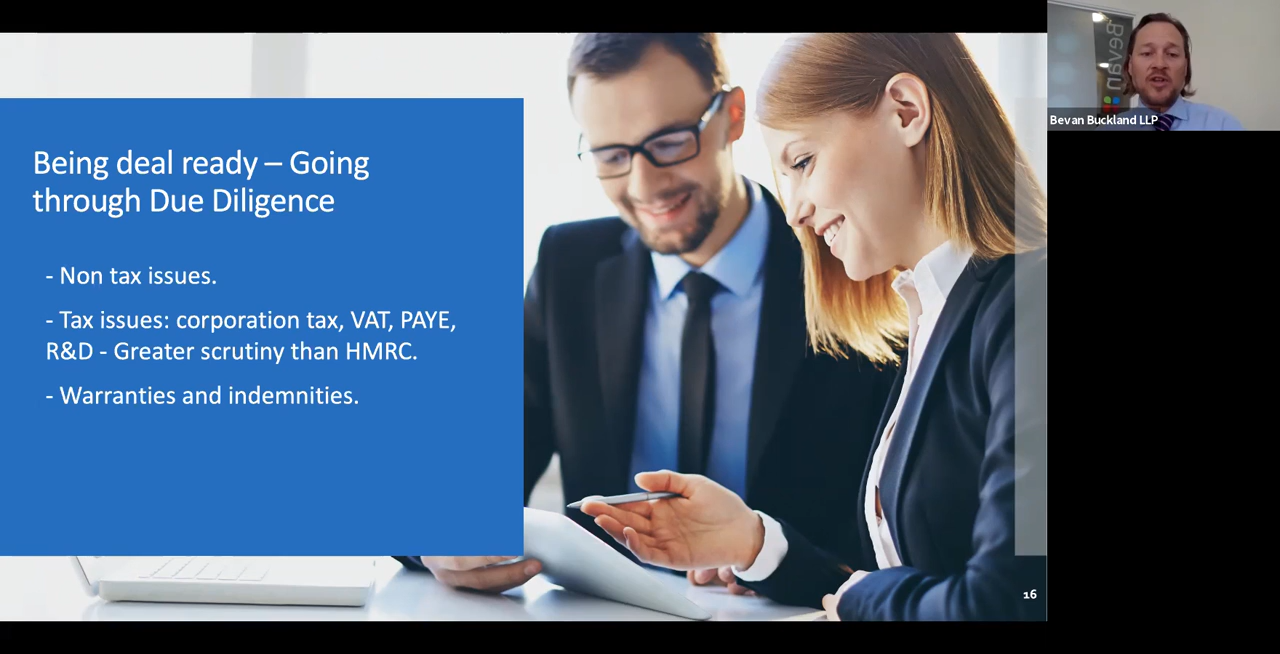 Being deal ready – Going
through Due Diligence
- Non tax issues.
- Tax issues: corporation tax, VAT, PAYE,
R&D - Greater scrutiny than HMRC.
- Warranties and indemnities.
16
Bevan
Bevan Buckland LLP